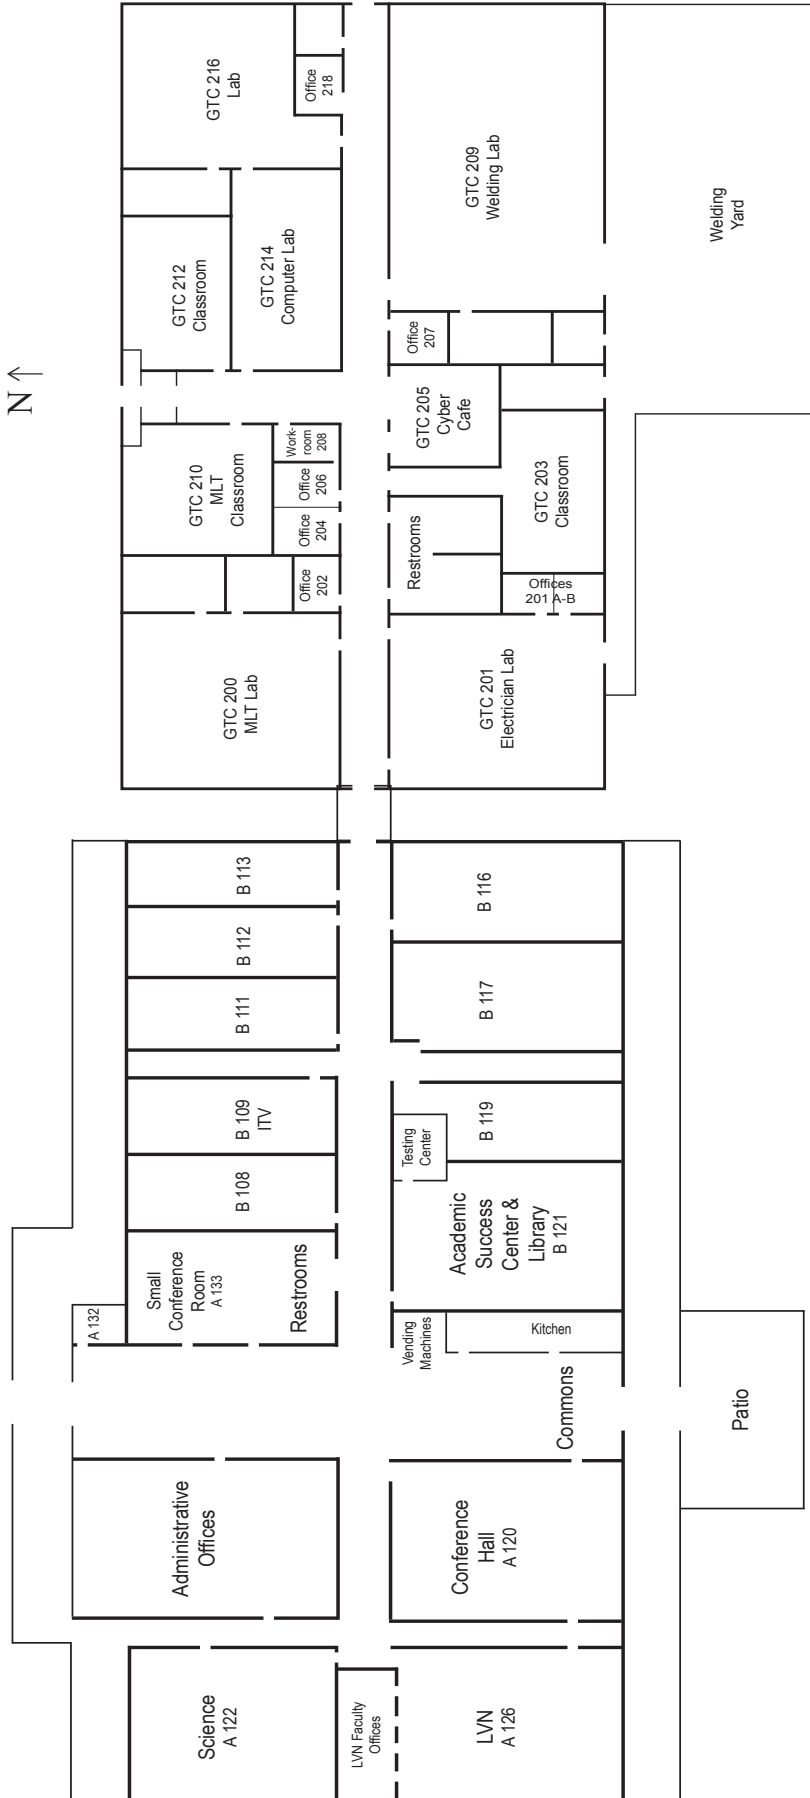 N ↑
GTC 216
Lab
Office
218
GTC 209
Welding Lab
Welding
Yard
GTC 212
Classroom
GTC 214
Computer Lab
Office
207
GTC 205
Cyber
Cafe
GTC 210
MLT
Classroom
Work-
room
208
Office
206
Office
204
Office
202
GTC 203
Classroom
Restrooms
Offices
201 A-B
GTC 200
MLT Lab
GTC 201
Electrician Lab
B 113
B 112
B 111
B 116
B 117
B 109
ITV
B 108
Testing
Center
B 119
Academic
Success
Center &
Library
B 121
Small
Conference
Room
A 133
Restrooms
A 132
Vending
Machines
Kitchen
Commons
Patio
Administrative
Offices
Conference
Hall
A 120
Science
A 122
LVN Faculty
Offices
LVN
A 126